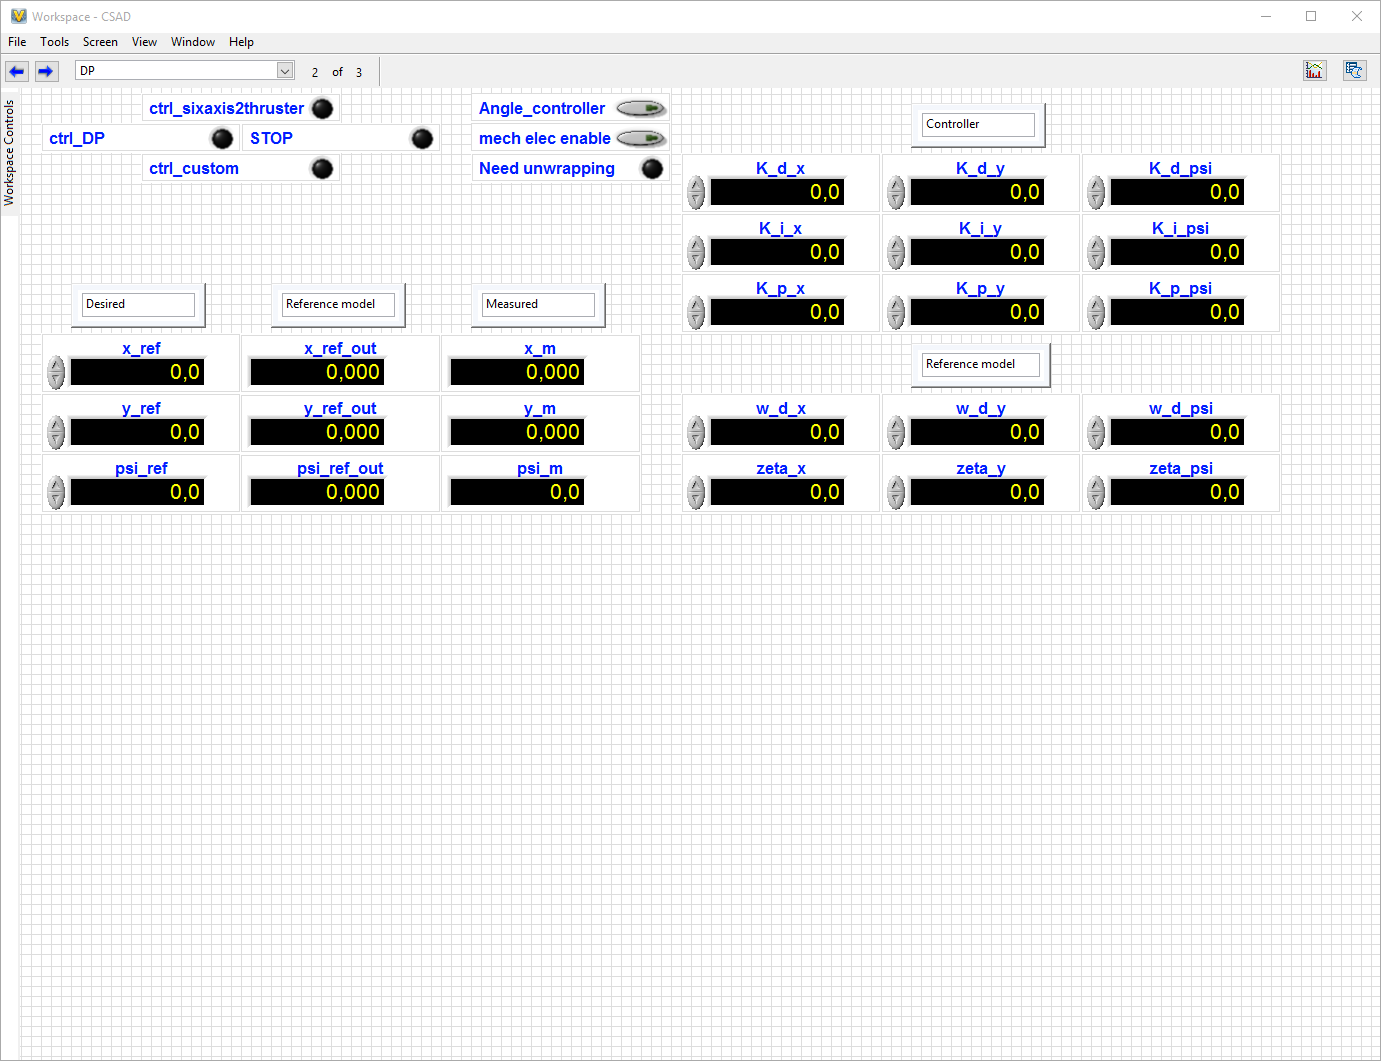 Workspace - CSAD
File Tools Screen View Window Help
DP 2 of 3
Workspace Controls
ctrl_sixaxis2thruster
ctrl_DP STOP
ctrl_custom
Angle_controller
mech elec enable
Need unwrapping
Controller
K_d_x K_d_y K_d_psi
0,0 0,0 0,0
K_i_x K_i_y K_i_psi
0,0 0,0 0,0
K_p_x K_p_y K_p_psi
0,0 0,0 0,0
Desired Reference model Measured
x_ref x_ref_out x_m
0,0 0,000 0,000
y_ref y_ref_out y_m
0,0 0,000 0,000
psi_ref psi_ref_out psi_m
0,0 0,000 0,0
Reference model
w_d_x w_d_y w_d_psi
0,0 0,0 0,0
zeta_x zeta_y zeta_psi
0,0 0,0 0,0